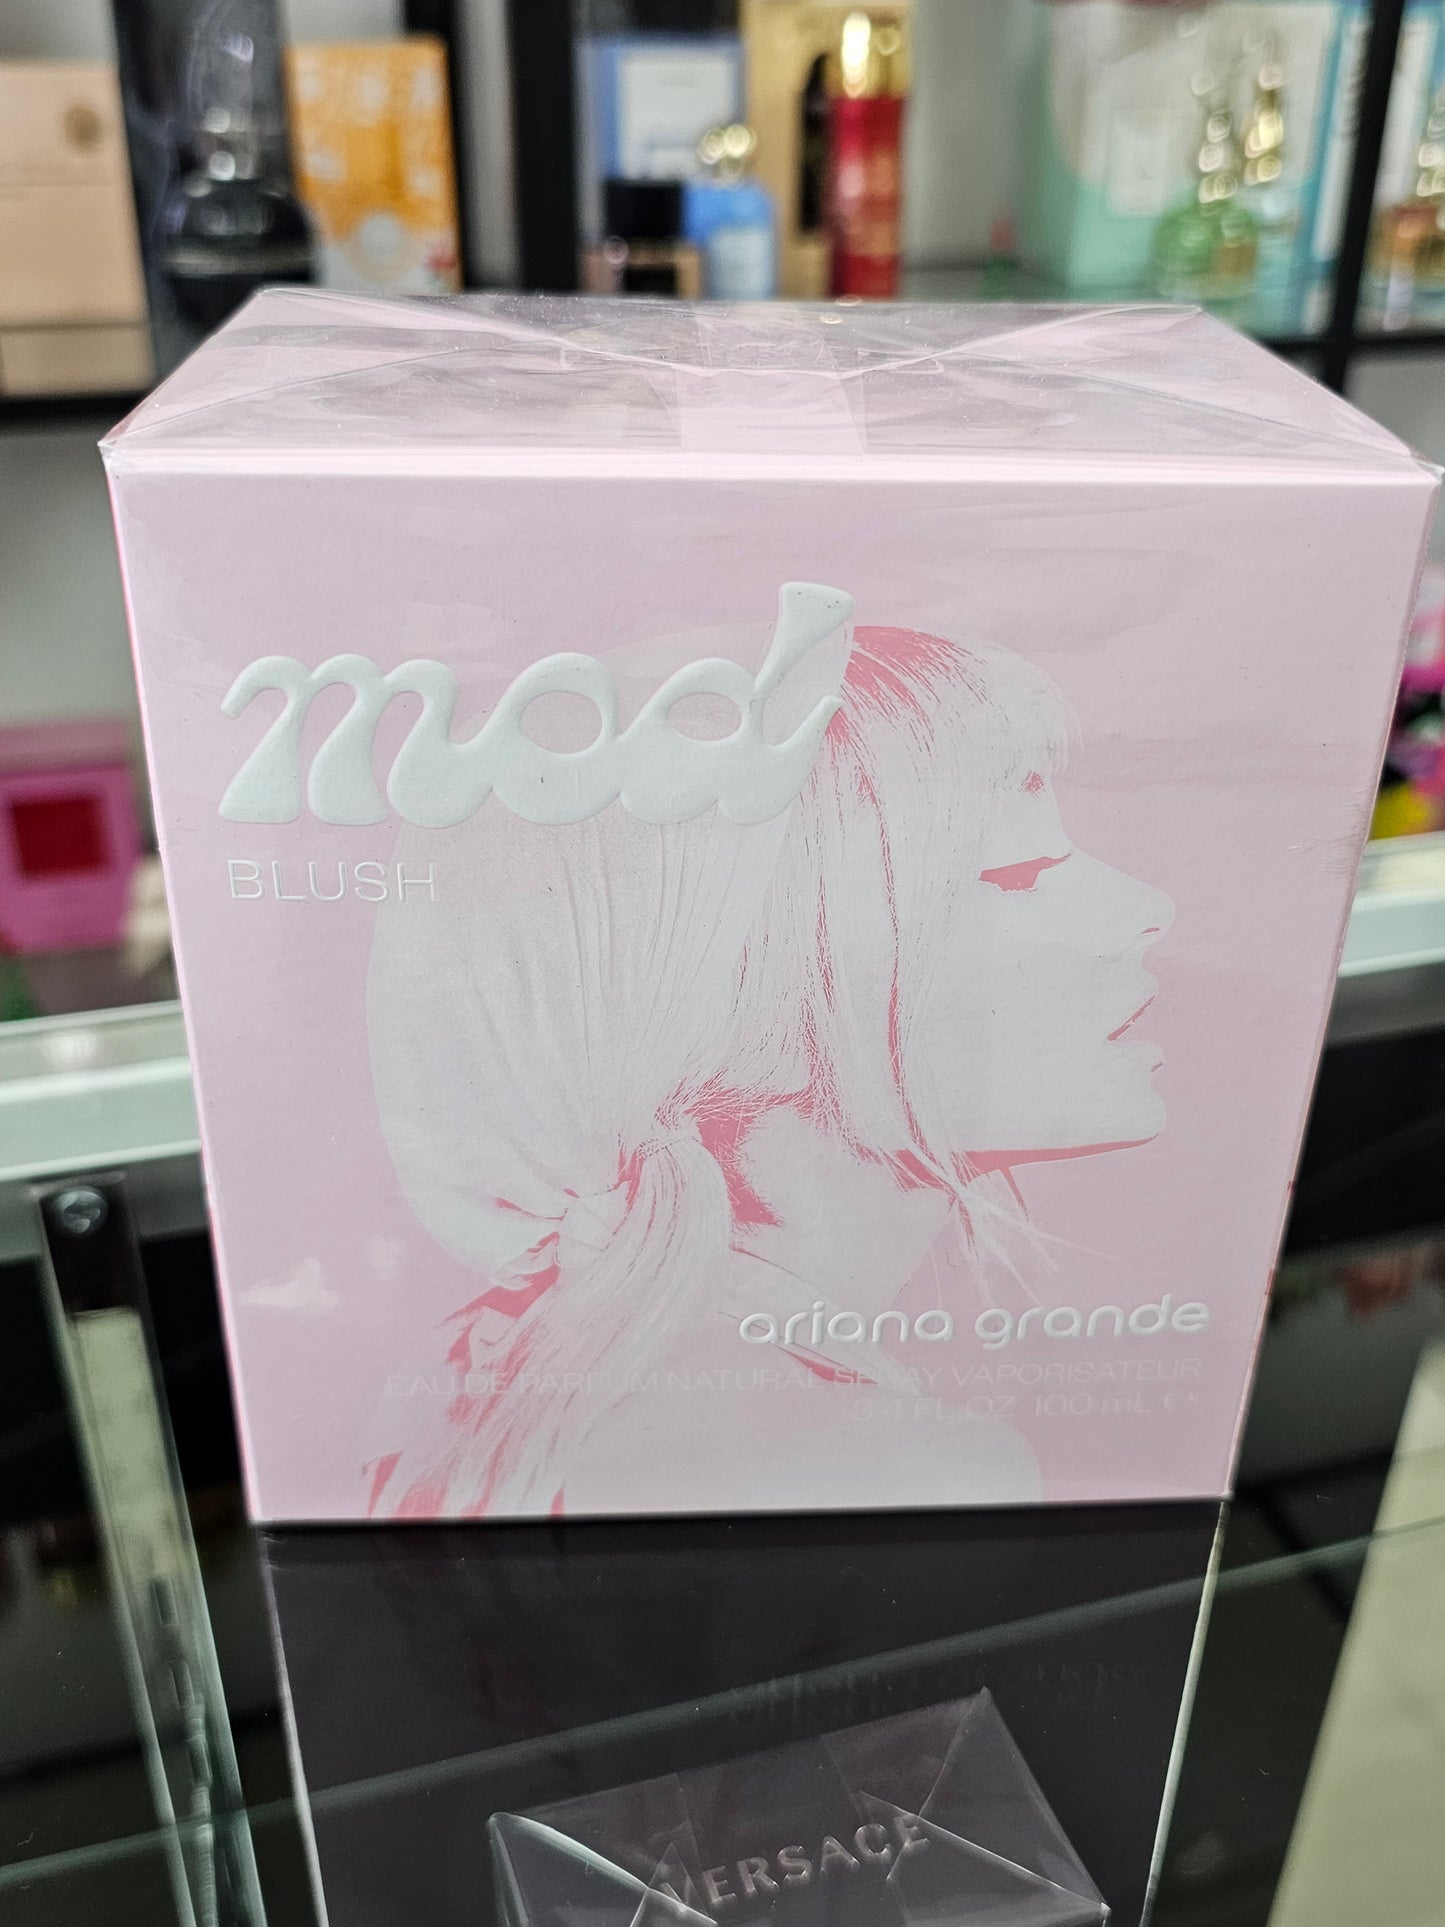 mod
BLUSH
ariana grande
EAU DE PARFUM NATURAL SPRAY VAPORISATEUR
3.4 FL.OZ 100 mL e
VERSACE